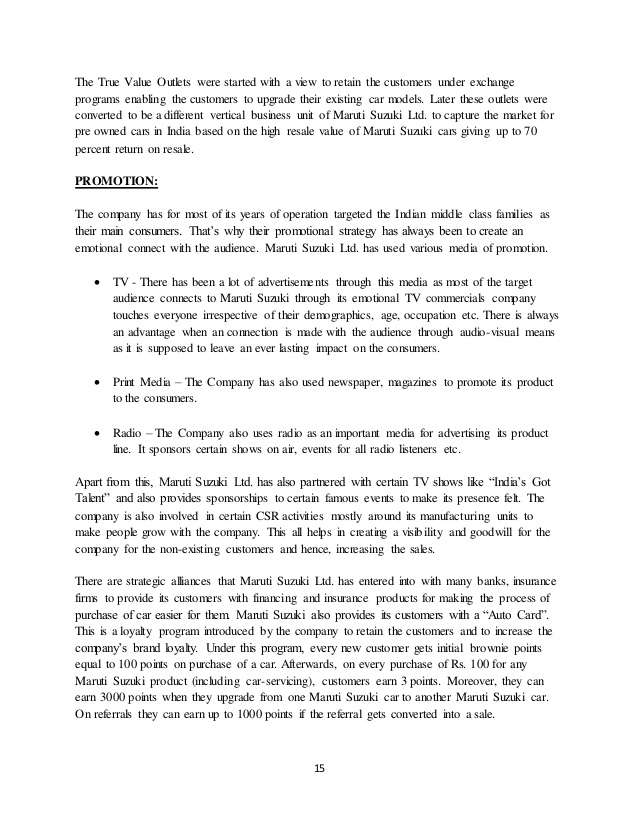 The True Value Outlets were started with a view to retain the customers under exchange
programs enabling the customers to upgrade their existing car models. Later these outlets were
converted to be a different vertical business unit of Maruti Suzuki Ltd. to capture the market for
pre owned cars in India based on the high resale value of Maruti Suzuki cars giving up to 70
percent return on resale.
PROMOTION:
The company has for most of its years of operation targeted the Indian middle class families as
their main consumers. That's why their promotional strategy has always been to create an
emotional connect with the audience. Maruti Suzuki Ltd. has used various media of promotion.
• TV - There has been a lot of advertisements through this media as most of the target
audience connects to Maruti Suzuki through its emotional TV commercials company
touches everyone irrespective of their demographics, age, occupation etc. There is always
an advantage when an connection is made with the audience through audio-visual means
as it is supposed to leave an ever lasting impact on the consumers.
• Print Media – The Company has also used newspaper, magazines to promote its product
to the consumers.
• Radio – The Company also uses radio as an important media for advertising its product
line. It sponsors certain shows on air, events for all radio listeners etc.
Apart from this, Maruti Suzuki Ltd. has also partnered with certain TV shows like “India's Got
Talent” and also provides sponsorships to certain famous events to make its presence felt. The
company is also involved in certain CSR activities mostly around its manufacturing units to
make people grow with the company. This all helps in creating a visibility and goodwill for the
company for the non-existing customers and hence, increasing the sales.
There are strategic alliances that Maruti Suzuki Ltd. has entered into with many banks, insurance
firms to provide its customers with financing and insurance products for making the process of
purchase of car easier for them. Maruti Suzuki also provides its customers with a “Auto Card”.
This is a loyalty program introduced by the company to retain the customers and to increase the
company's brand loyalty. Under this program, every new customer gets initial brownie points
equal to 100 points on purchase of a car. Afterwards, on every purchase of Rs. 100 for any
Maruti Suzuki product (including car-servicing), customers earn 3 points. Moreover, they can
earn 3000 points when they upgrade from one Maruti Suzuki car to another Maruti Suzuki car.
On referrals they can earn up to 1000 points if the referral gets converted into a sale.
15